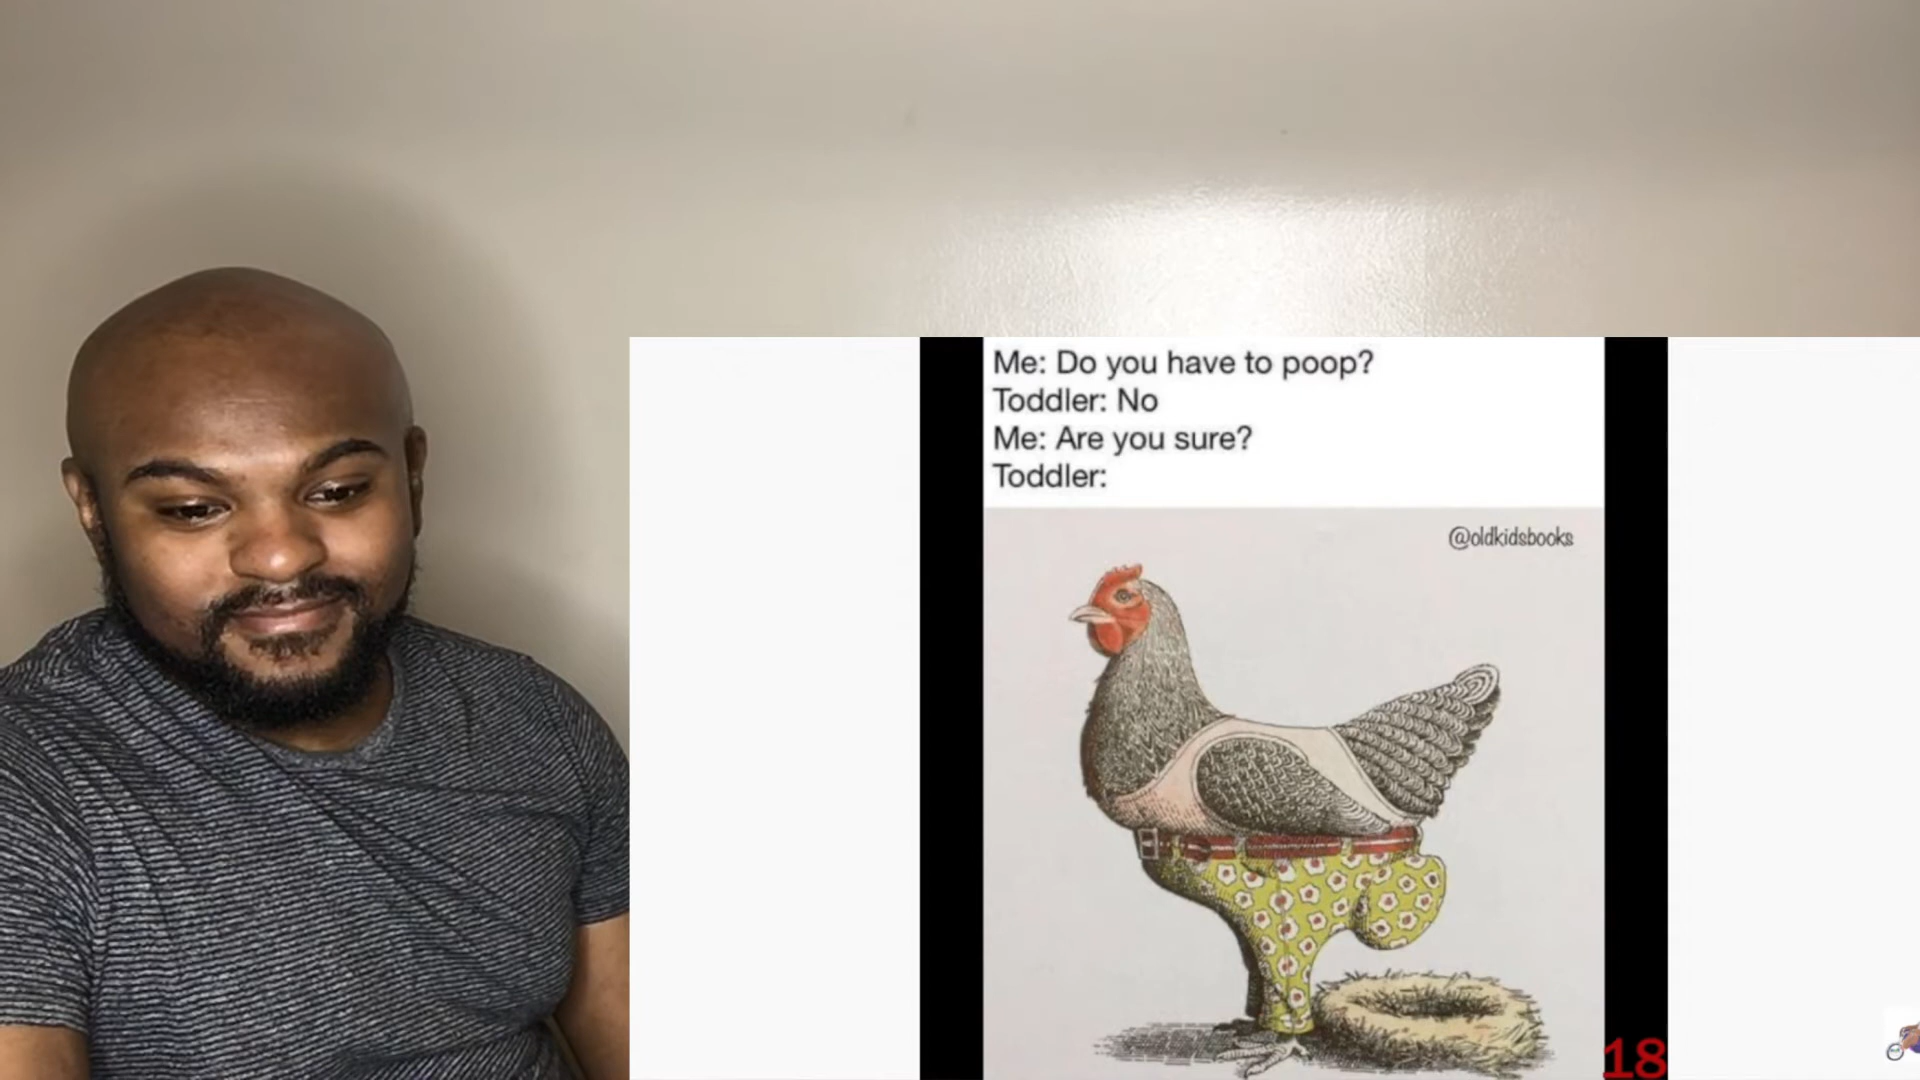 Me: Do you have to poop?
Toddler: No
Me: Are you sure?
Toddler:
@oldkidsbooks
18